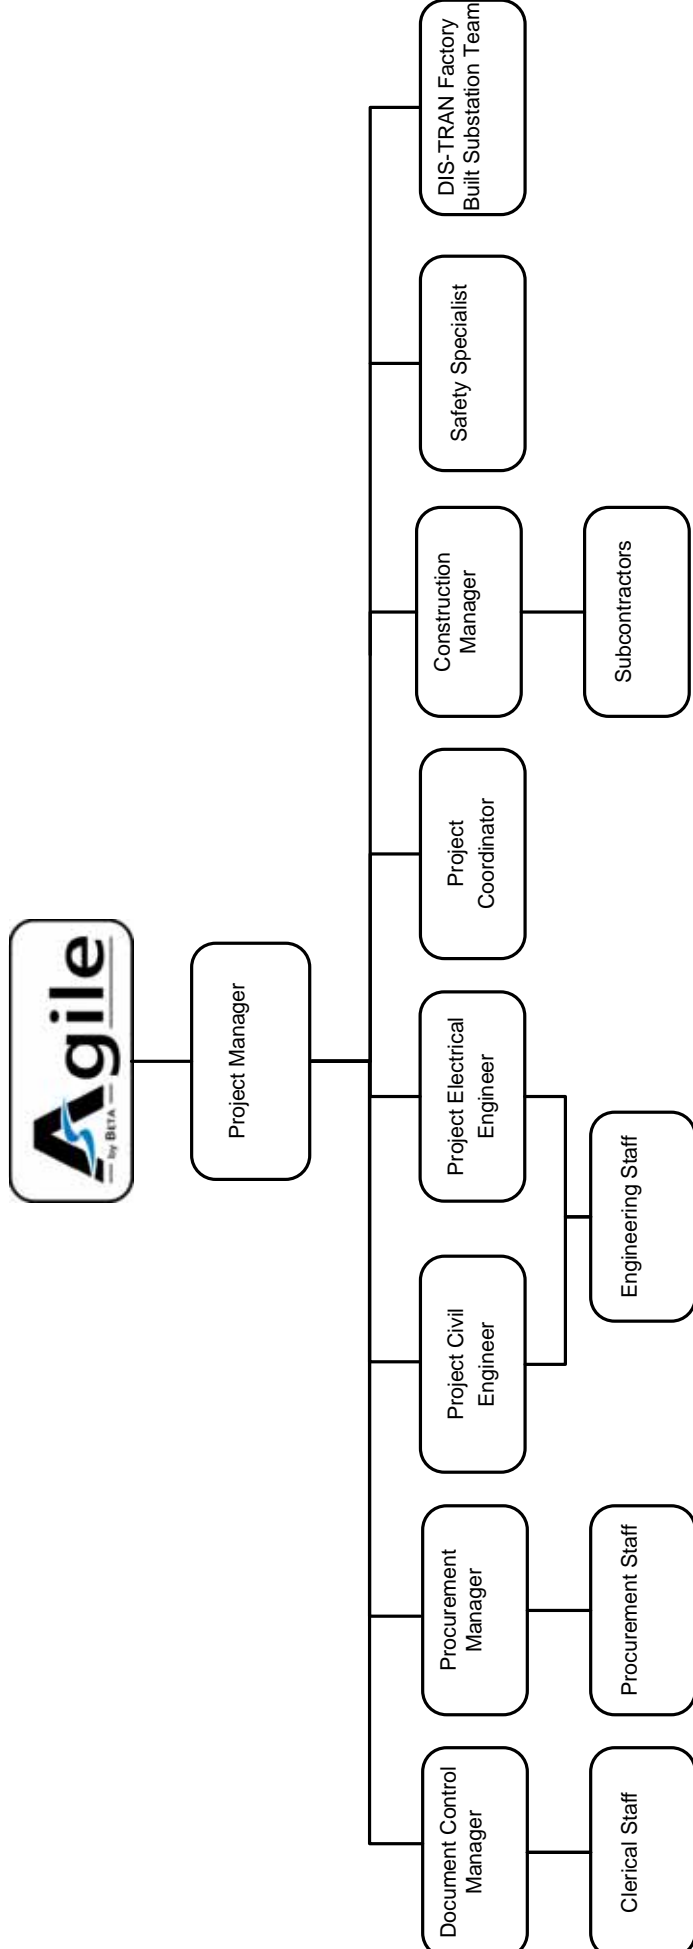 Agile
by BETA
Project Manager
Document Control
Manager
Procurement
Manager
Project Civil
Engineer
Project Electrical
Engineer
Project
Coordinator
Construction
Manager
Safety Specialist
DIS-TRAN Factory
Built Substation Team
Clerical Staff
Procurement Staff
Engineering Staff
Subcontractors